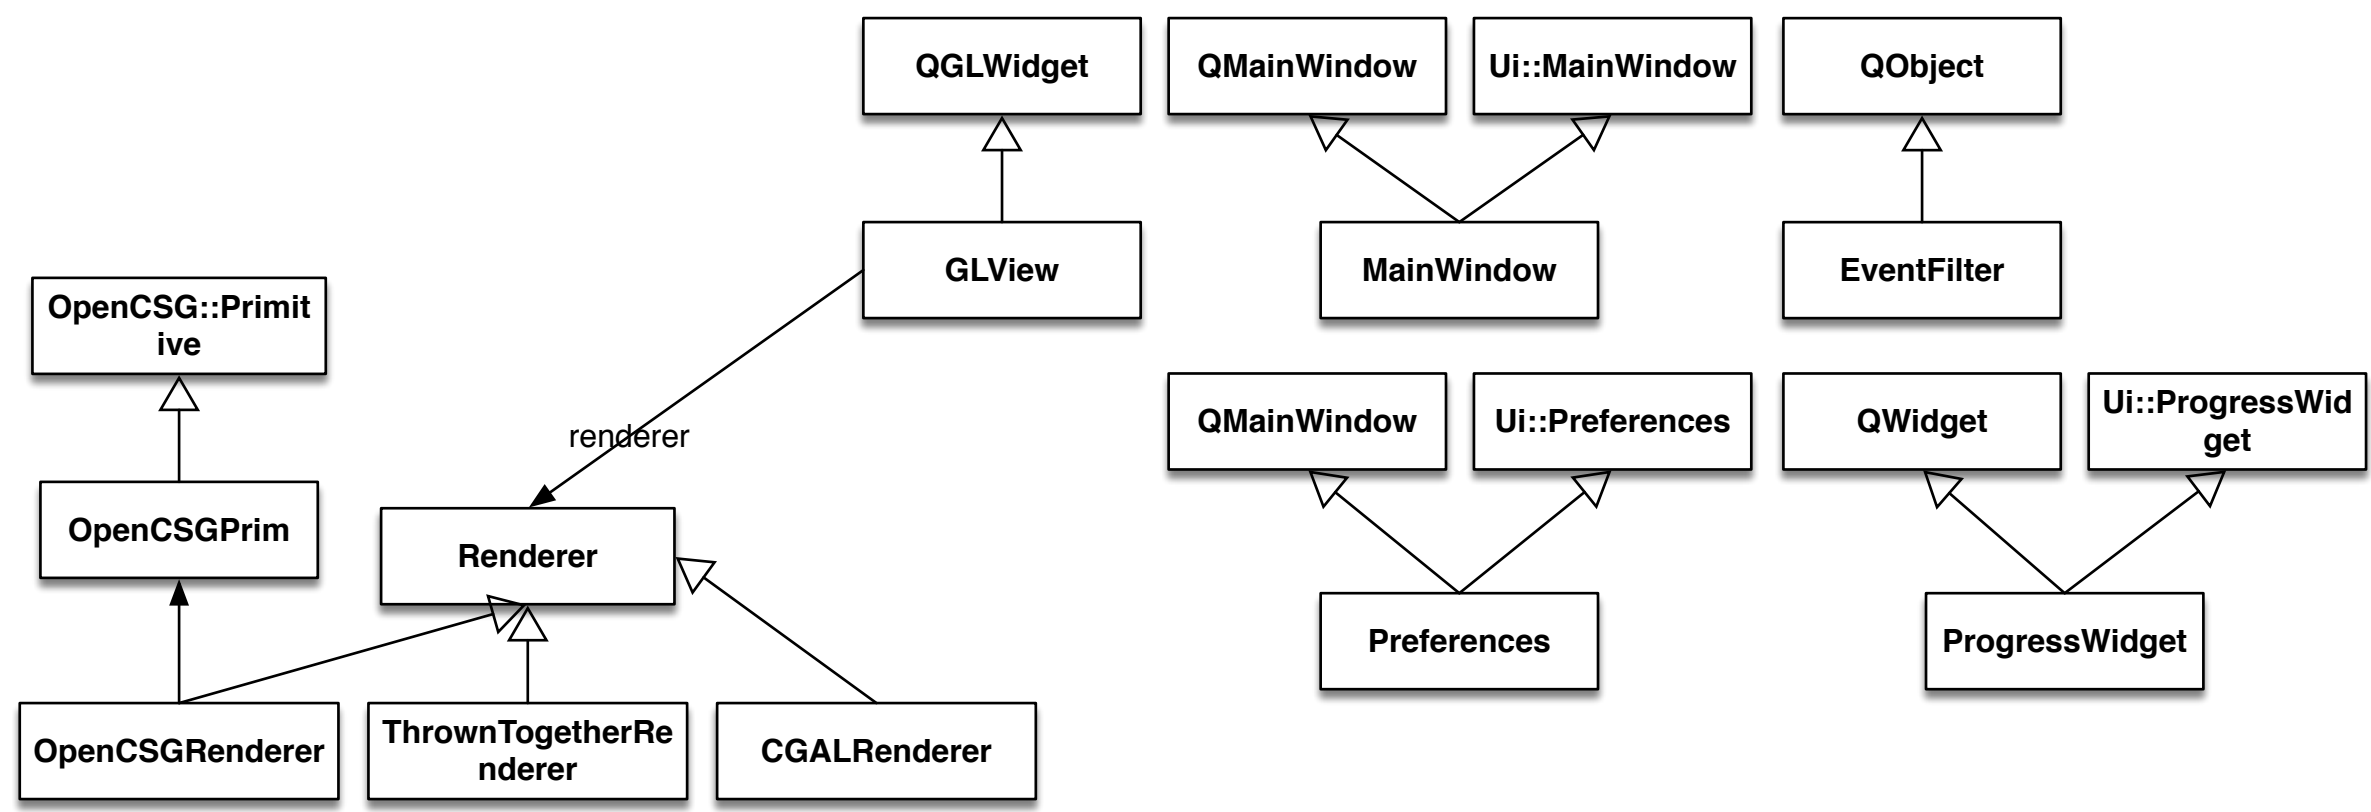 QGLWidget
QMainWindow
Ui::MainWindow
QObject
GLView
MainWindow
EventFilter
OpenCSG::Primit
ive
QMainWindow
Ui::Preferences
QWidget
Ui::ProgressWid
get
renderer
OpenCSGPrim
Renderer
Preferences
ProgressWidget
OpenCSGRenderer
ThrownTogetherRe
nderer
CGALRenderer